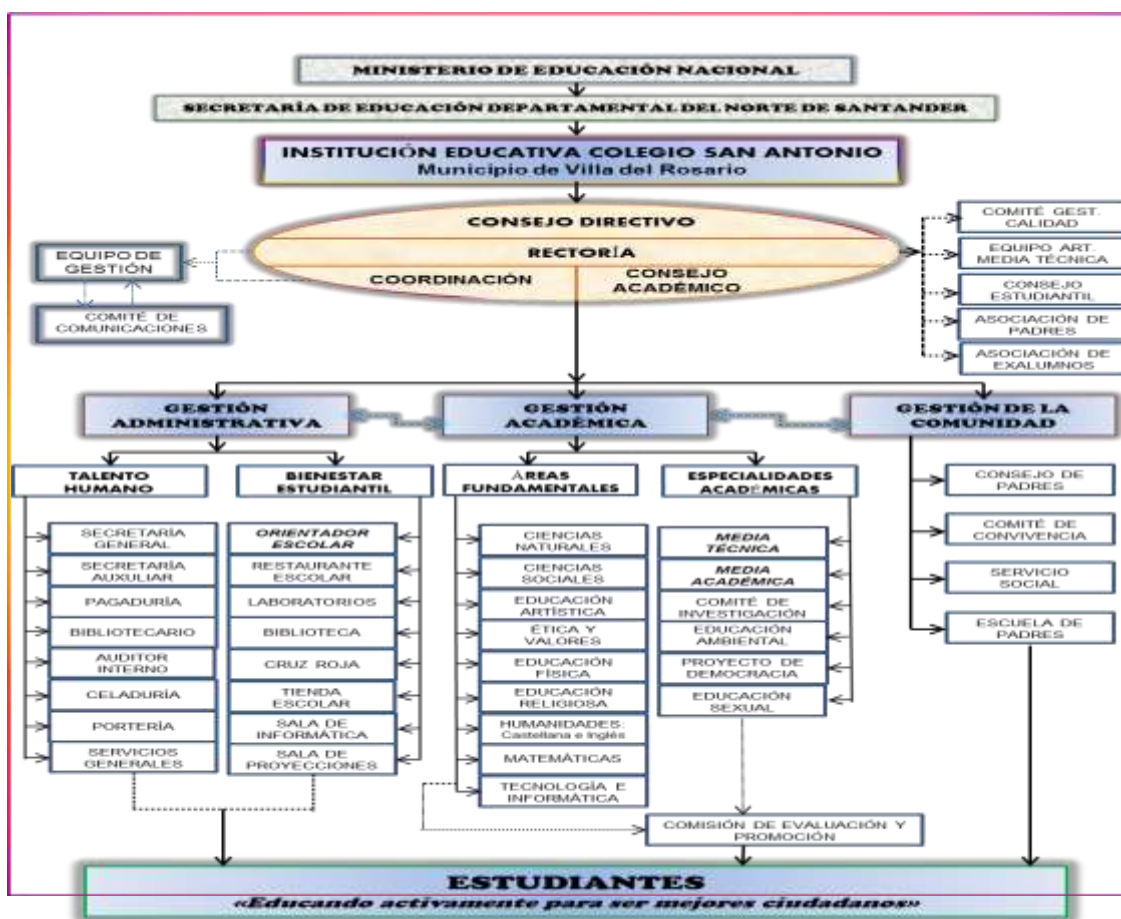 MINISTERIO DE EDUCACIÓN NACIONAL
SECRETARÍA DE EDUCACIÓN DEPARTAMENTAL DEL NORTE DE SANTANDER
INSTITUCIÓN EDUCATIVA COLEGIO SAN ANTONIO
Municipio de Villa del Rosario
CONSEJO DIRECTIVO
RECTORÍA
COORDINACIÓN
CONSEJO
ACADÉMICO
EQUIPO DE
GESTIÓN
COMITÉ DE
COMUNICACIONES
COMITÉ GEST.
CALIDAD
EQUIPO ART.
MEDIA TÉCNICA
CONSEJO
ESTUDIANTIL
ASOCIACIÓN DE
PADRES
ASOCIACIÓN DE
EXALUMNOS
GESTIÓN
ADMINISTRATIVA
GESTIÓN
ACADÉMICA
GESTIÓN DE LA
COMUNIDAD
TALENTO
HUMANO
BIENESTAR
ESTUDIANTIL
ÁREAS
FUNDAMENTALES
ESPECIALIDADES
ACADÉMICAS
SECRETARÍA
GENERAL
SECRETARÍA
AUXULIAR
PAGADURÍA
BIBLIOTECARIO
AUDITOR
INTERNO
CELADURÍA
PORTERÍA
SERVICIOS
GENERALES
ORIENTADOR
ESCOLAR
RESTAURANTE
ESCOLAR
LABORATORIOS
BIBLIOTECA
CRUZ ROJA
TIENDA
ESCOLAR
SALA DE
INFORMÁTICA
SALA DE
PROYECCIONES
CIENCIAS
NATURALES
CIENCIAS
SOCIALES
EDUCACIÓN
ARTÍSTICA
ÉTICA Y
VALORES
EDUCACIÓN
FÍSICA
EDUCACIÓN
RELIGIOSA
HUMANIDADES:
Castellana e Inglés
MATEMÁTICAS
TECNOLOGÍA E
INFORMÁTICA
MEDIA
TÉCNICA
MEDIA
ACADÉMICA
COMITÉ DE
INVESTIGACIÓN
EDUCACIÓN
AMBIENTAL
PROYECTO DE
DEMOCRACIA
EDUCACIÓN
SEXUAL
CONSEJO DE
PADRES
COMITÉ DE
CONVIVENCIA
SERVICIO
SOCIAL
ESCUELA DE
PADRES
COMISIÓN DE EVALUACIÓN Y
PROMOCIÓN
ESTUDIANTES
«Educando activamente para ser mejores ciudadanos»